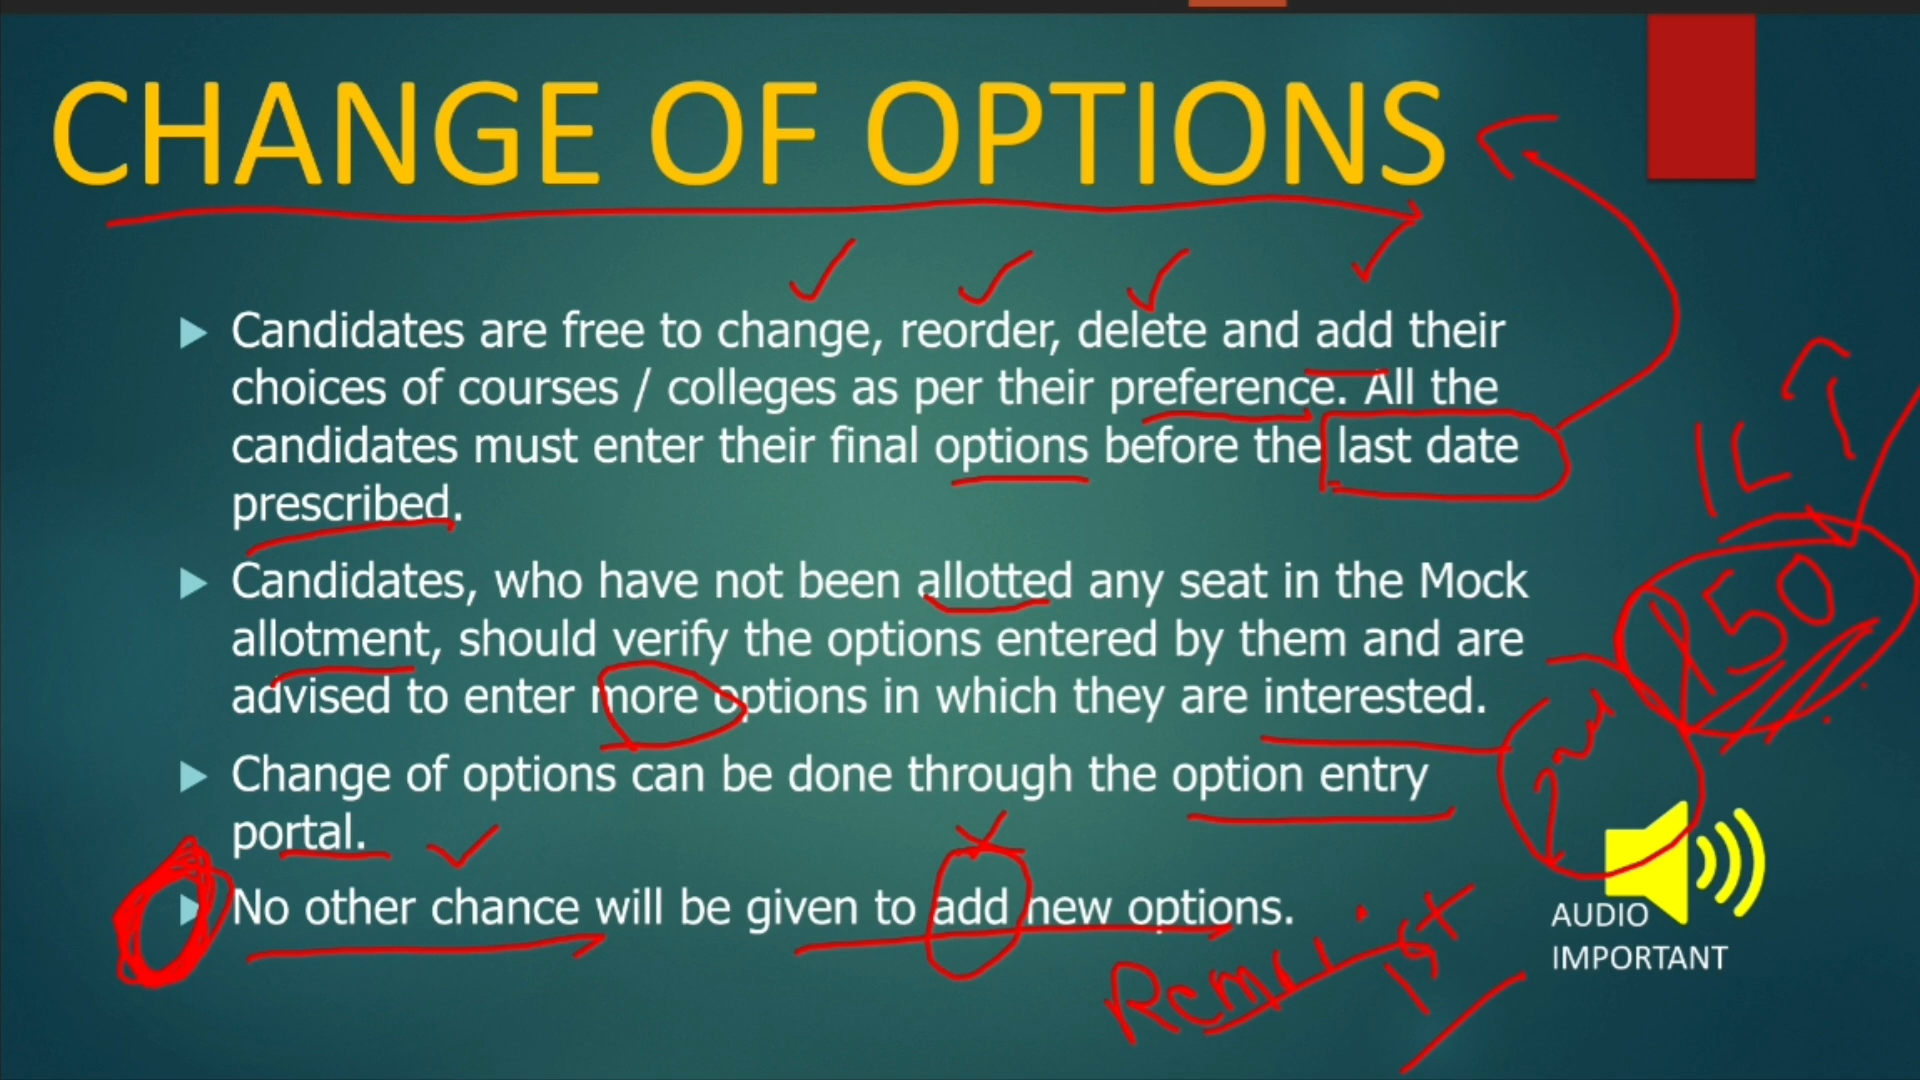 CHANGE OF OPTIONS
Candidates are free to change, reorder, delete and add their
choices of courses / colleges as per their preference. All the
candidates must enter their final options before the last date
prescribed.
Candidates, who have not been allotted any seat in the Mock
allotment, should verify the options entered by them and are
advised to enter more options in which they are interested.
Change of options can be done through the option entry
portal.
No other chance will be given to add new options.
150
2nd
1st
AUDIO
IMPORTANT